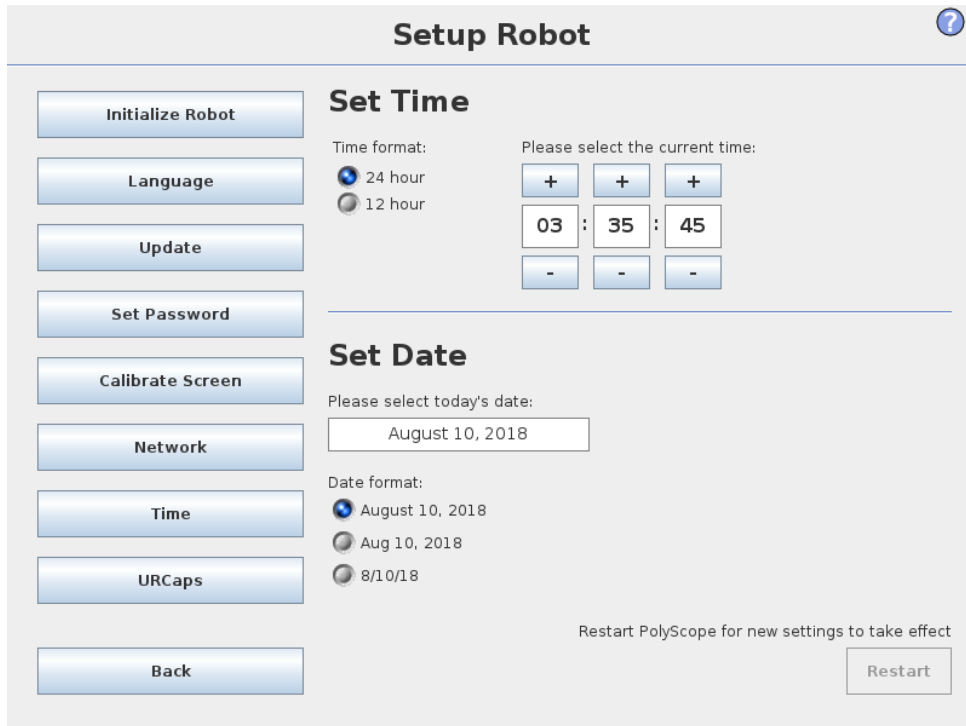 Setup Robot
?
Initialize Robot
Language
Update
Set Password
Calibrate Screen
Network
Time
URCaps
Back
Set Time
Time format:
24 hour
12 hour
Please select the current time:
+ + +
03 : 35 : 45
- - -
Set Date
Please select today's date:
August 10, 2018
Date format:
August 10, 2018
Aug 10, 2018
8/10/18
Restart PolyScope for new settings to take effect
Restart